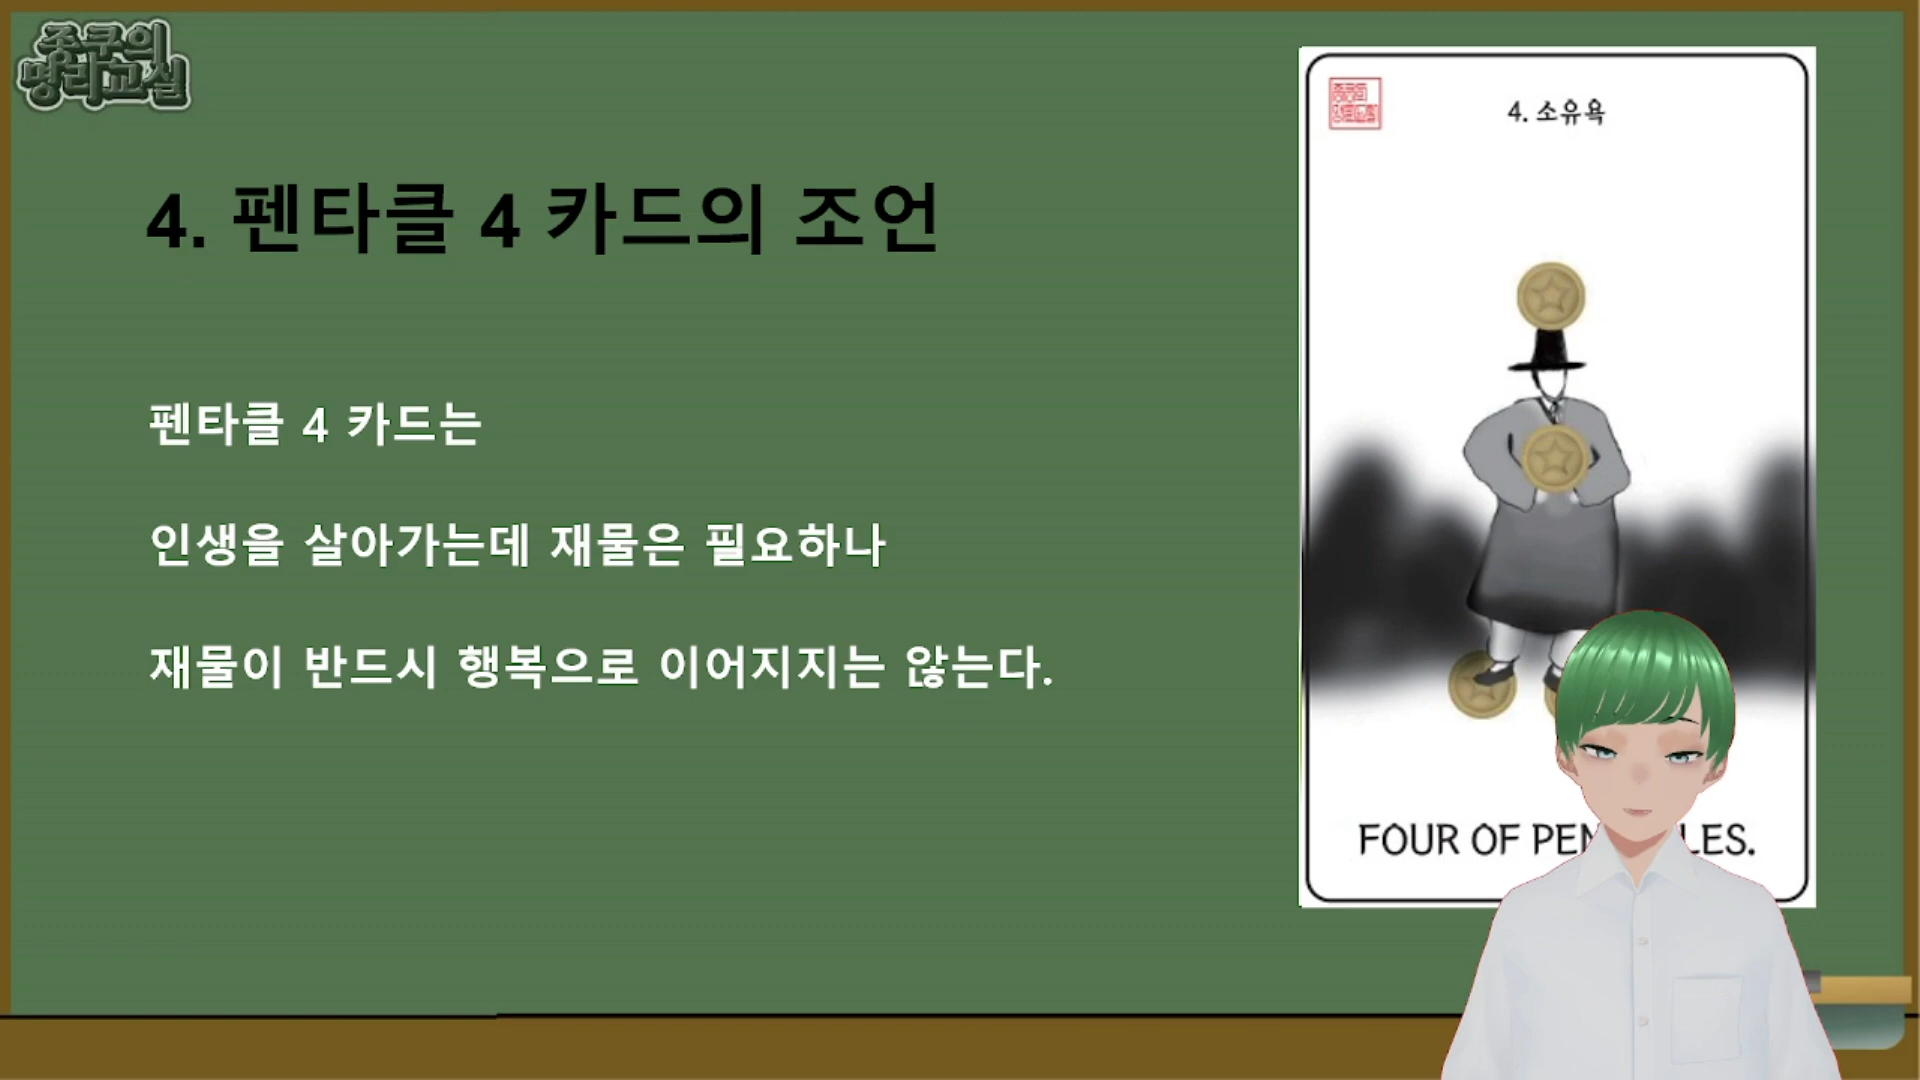 종쿠의
명리교실
4. 소유욕
4. 펜타클 4 카드의 조언
펜타클 4 카드는
인생을 살아가는데 재물은 필요하나
재물이 반드시 행복으로 이어지지는 않는다.
FOUR OF PEN LES.